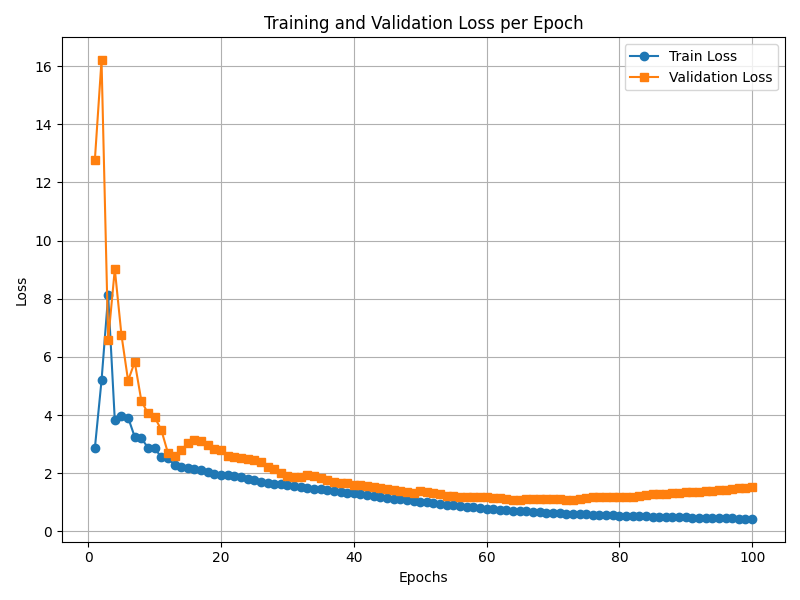 Training and Validation Loss per Epoch
Train Loss
Validation Loss
Loss
16
14
12
10
8
6
4
2
0
0 20 40 60 80 100
Epochs